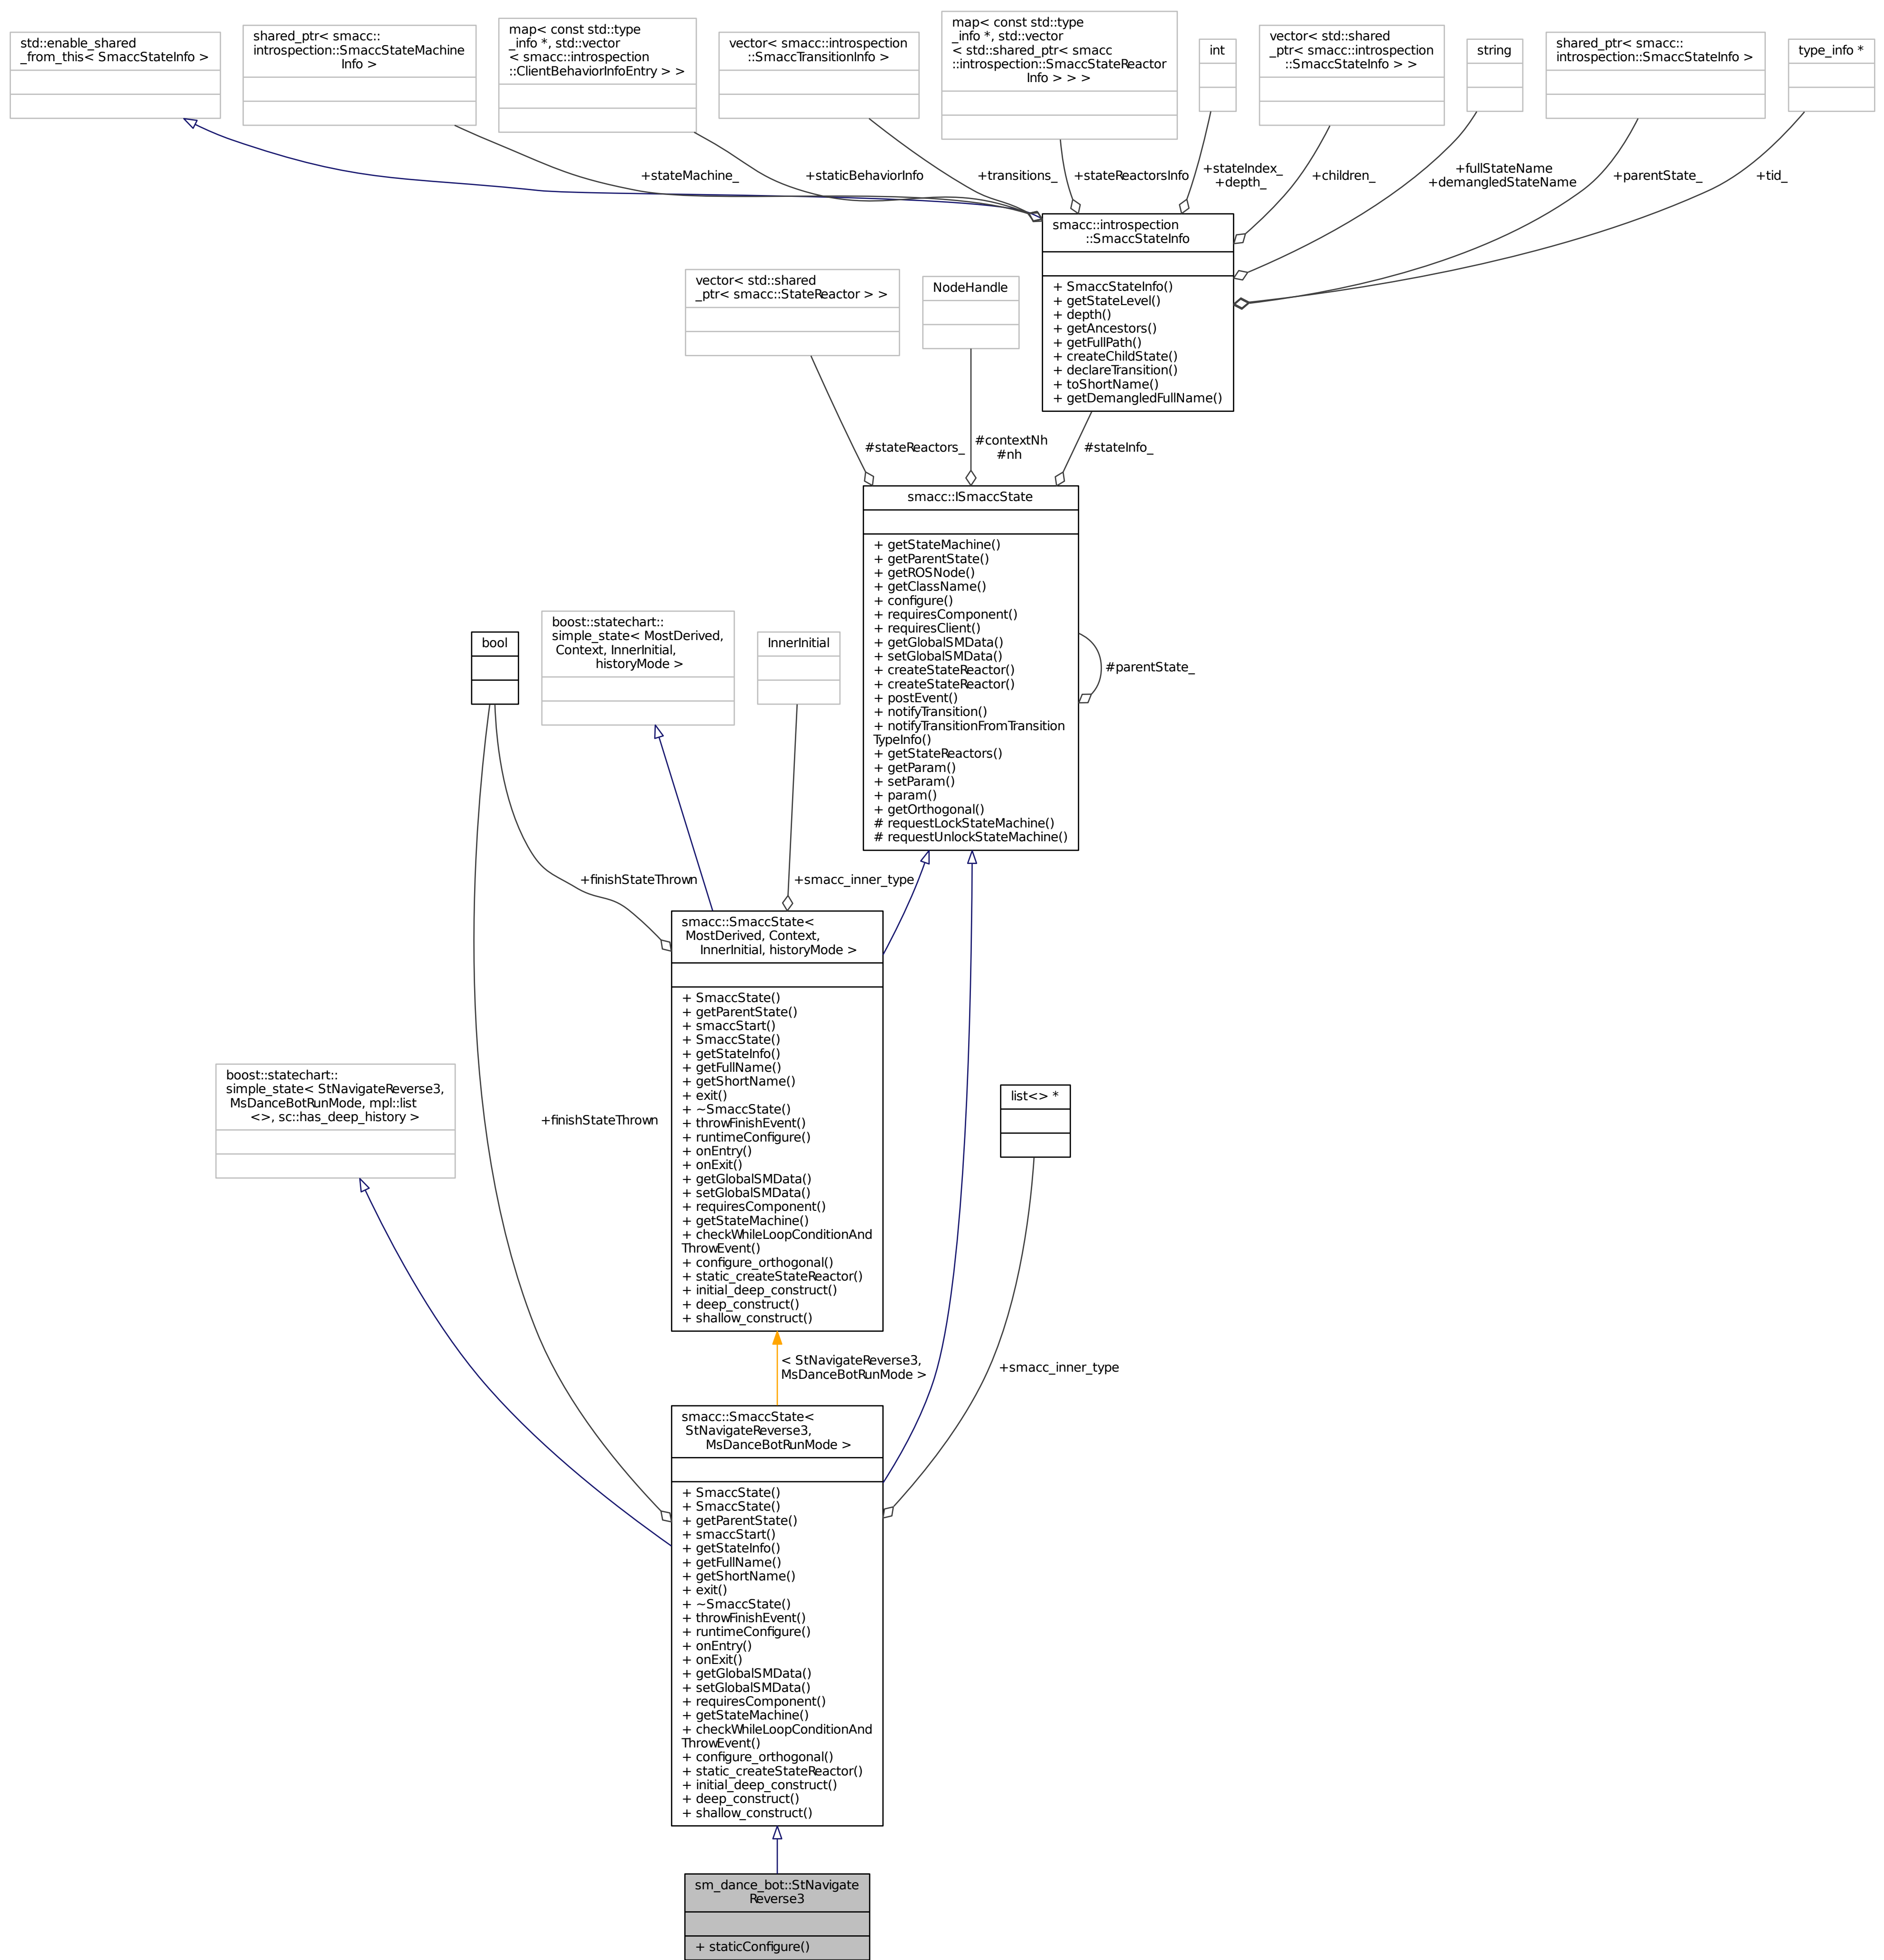 std::enable_shared
_from_this< SmaccStateInfo >
shared_ptr< smacc::
introspection::SmaccStateMachine
Info >
map< const std::type
_info *, std::vector
< smacc::introspection
::ClientBehaviorInfoEntry > >
vector< smacc::introspection
::SmaccTransitionInfo >
map< const std::type
_info *, std::vector
< std::shared_ptr< smacc
::introspection::SmaccStateReactor
Info > > >
int
vector< std::shared
_ptr< smacc::introspection
::SmaccStateInfo > >
string
shared_ptr< smacc::
introspection::SmaccStateInfo >
type_info *
+stateMachine_
+staticBehaviorInfo
+transitions_
+stateReactorsInfo
+stateIndex_
+depth_
+children_
+fullStateName
+demangledStateName
+parentState_
+tid_
smacc::introspection
::SmaccStateInfo
+ SmaccStateInfo()
+ getStateLevel()
+ depth()
+ getAncestors()
+ getFullPath()
+ createChildState()
+ declareTransition()
+ toShortName()
+ getDemangledFullName()
vector< std::shared
_ptr< smacc::StateReactor > >
NodeHandle
#stateReactors_
#contextNh
#nh
#stateInfo_
smacc::ISmaccState
+ getStateMachine()
+ getParentState()
+ getROSNode()
+ getClassName()
+ configure()
+ requiresComponent()
+ requiresClient()
+ getGlobalSMData()
+ setGlobalSMData()
+ createStateReactor()
+ createStateReactor()
+ postEvent()
+ notifyTransition()
+ notifyTransitionFromTransition
TypeInfo()
+ getStateReactors()
+ getParam()
+ setParam()
+ param()
+ getOrthogonal()
# requestLockStateMachine()
# requestUnlockStateMachine()
#parentState_
bool
boost::statechart::
simple_state< MostDerived,
Context, InnerInitial,
historyMode >
InnerInitial
+finishStateThrown
+smacc_inner_type
smacc::SmaccState<
MostDerived, Context,
InnerInitial, historyMode >
+ SmaccState()
+ getParentState()
+ smaccStart()
+ SmaccState()
+ getStateInfo()
+ getFullName()
+ getShortName()
+ exit()
+ ~SmaccState()
+ throwFinishEvent()
+ runtimeConfigure()
+ onEntry()
+ onExit()
+ getGlobalSMData()
+ setGlobalSMData()
+ requiresComponent()
+ getStateMachine()
+ checkWhileLoopConditionAnd
ThrowEvent()
+ configure_orthogonal()
+ static_createStateReactor()
+ initial_deep_construct()
+ deep_construct()
+ shallow_construct()
boost::statechart::
simple_state< StNavigateReverse3,
MsDanceBotRunMode, mpl::list
<>, sc::has_deep_history >
+finishStateThrown
list<> *
< StNavigateReverse3,
MsDanceBotRunMode >
+smacc_inner_type
smacc::SmaccState<
StNavigateReverse3,
MsDanceBotRunMode >
+ SmaccState()
+ SmaccState()
+ getParentState()
+ smaccStart()
+ getStateInfo()
+ getFullName()
+ getShortName()
+ exit()
+ ~SmaccState()
+ throwFinishEvent()
+ runtimeConfigure()
+ onEntry()
+ onExit()
+ getGlobalSMData()
+ setGlobalSMData()
+ requiresComponent()
+ getStateMachine()
+ checkWhileLoopConditionAnd
ThrowEvent()
+ configure_orthogonal()
+ static_createStateReactor()
+ initial_deep_construct()
+ deep_construct()
+ shallow_construct()
sm_dance_bot::StNavigate
Reverse3
+ staticConfigure()